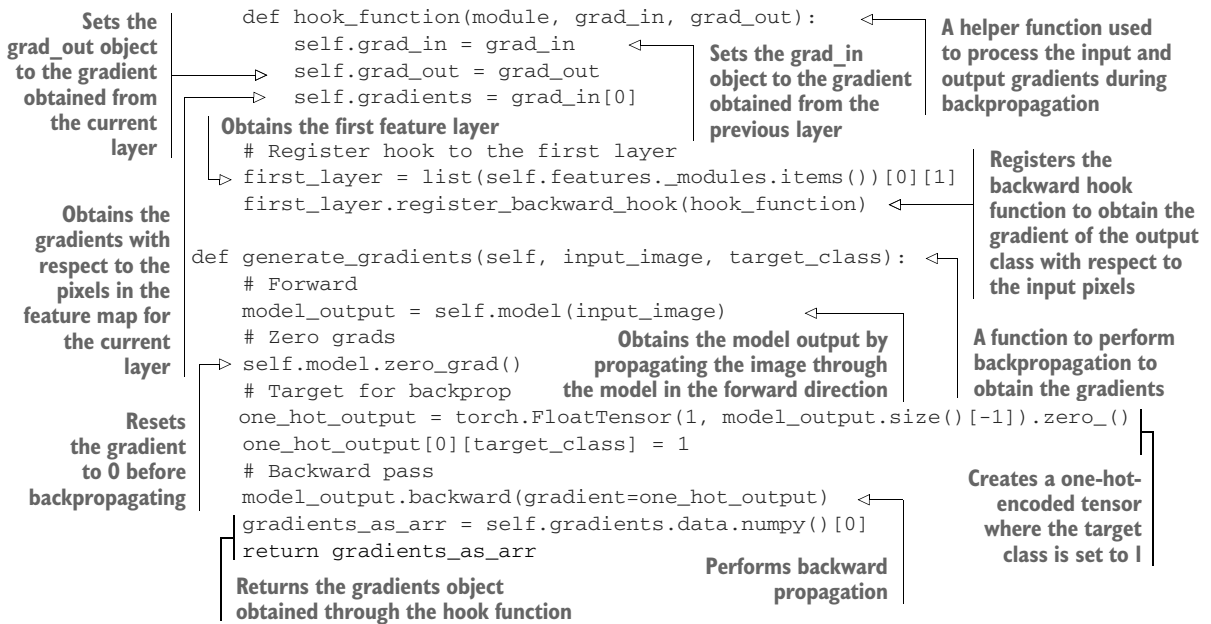 def hook_function(module, grad_in, grad_out):
self.grad_in = grad_in
self.grad_out = grad_out
self.gradients = grad_in[0]
Sets the
grad_out object
to the gradient
obtained from
the current
layer
Sets the grad_in
object to the gradient
obtained from the
previous layer
A helper function used
to process the input and
output gradients during
backpropagation
Obtains the first feature layer
# Register hook to the first layer
first_layer = list(self.features._modules.items())[0][1]
first_layer.register_backward_hook(hook_function)
Registers the
backward hook
function to obtain the
gradient of the output
class with respect to
the input pixels
Obtains the
gradients with
respect to the
pixels in the
feature map for
the current
layer
def generate_gradients(self, input_image, target_class):
# Forward
model_output = self.model(input_image)
# Zero grads
self.model.zero_grad()
# Target for backprop
Obtains the model output by
propagating the image through
the model in the forward direction
A function to perform
backpropagation to
obtain the gradients
one_hot_output = torch.FloatTensor(1, model_output.size()[-1]).zero_()
one_hot_output[0][target_class] = 1
# Backward pass
model_output.backward(gradient=one_hot_output)
gradients_as_arr = self.gradients.data.numpy()[0]
return gradients_as_arr
Resets
the gradient
to 0 before
backpropagating
Creates a one-hot-
encoded tensor
where the target
class is set to 1
Performs backward
propagation
Returns the gradients object
obtained through the hook function